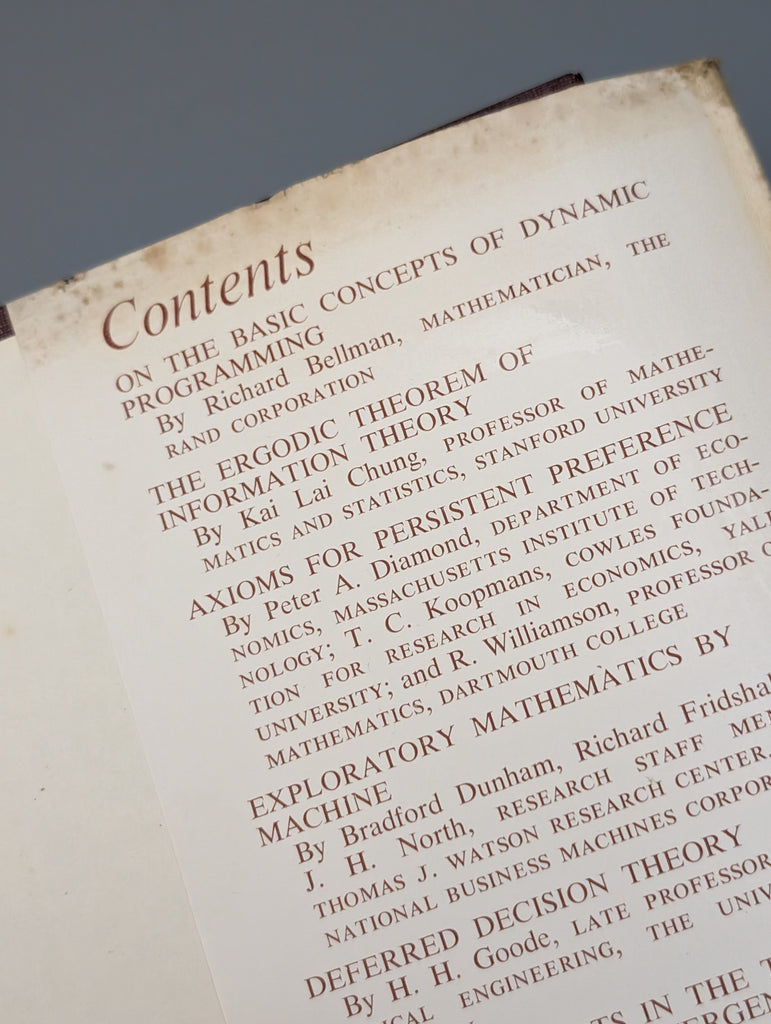 Contents
ON THE BASIC CONCEPTS OF DYNAMIC
PROGRAMMING
By Richard Bellman, MATHEMATICIAN, THE
RAND CORPORATION
THE ERGODIC THEOREM OF
INFORMATION THEORY
By Kai Lai Chung, PROFESSOR OF MATHE-
MATICS AND STATISTICS, STANFORD UNIVERSITY
AXIOMS FOR PERSISTENT PREFERENCE
By Peter A. Diamond, DEPARTMENT OF ECO-
NOMICS, MASSACHUSETTS INSTITUTE OF TECH-
NOLOGY; T. C. Koopmans, COWLES FOUNDA-
TION FOR RESEARCH IN ECONOMICS,
UNIVERSITY; and R. Williamson, PROFESSOR
MATHEMATICS, DARTMOUTH COLLEGE
EXPLORATORY MATHEMATICS BY
MACHINE
By Bradford Dunham, Richard
J. H. North, RESEARCH STAFF
THOMAS J. WATSON RESEARCH CENTER,
NATIONAL BUSINESS MACHINES
DEFERRED DECISION THEORY
By H. H. Goode, LATE PROFESSOR
ENGINEERING, THE
IN THE